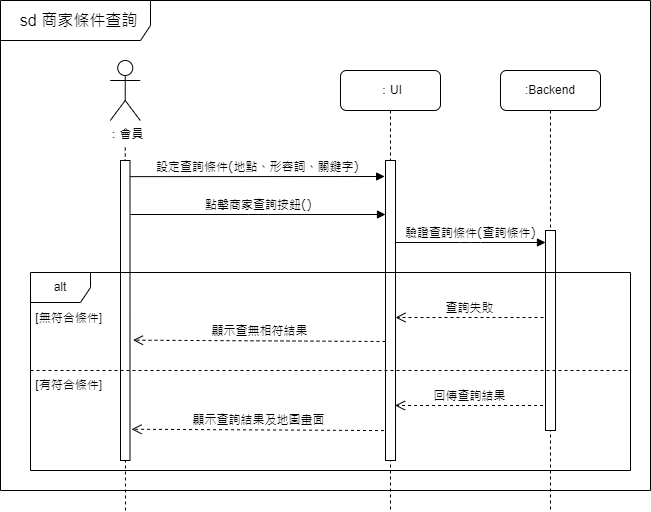 sd 商家條件查詢
: UI
:Backend
: 會員
設定查詢條件(地點、形容詞、關鍵字)
點擊商家查詢按鈕()
驗證查詢條件(查詢條件)
alt
查詢失敗
[無符合條件]
顯示查無相符結果
[有符合條件]
回傳查詢結果
顯示查詢結果及地圖畫面